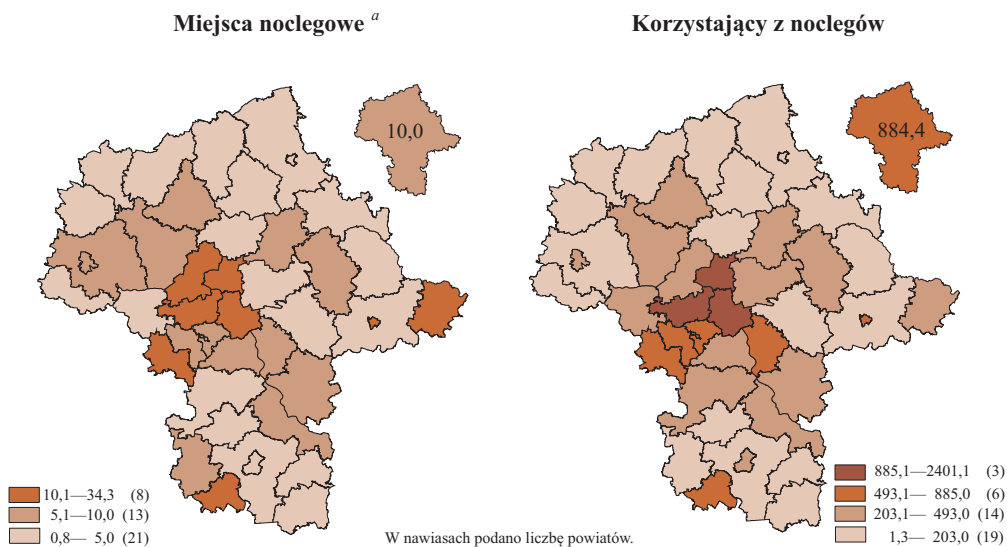 Miejsca noclegowe a
Korzystający z noclegów
10,0
884,4
10,1—34,3 (8)
5,1—10,0 (13)
0,8— 5,0 (21)
885,1—2401,1 (3)
493,1— 885,0 (6)
203,1— 493,0 (14)
1,3— 203,0 (19)
W nawiasach podano liczbę powiatów.